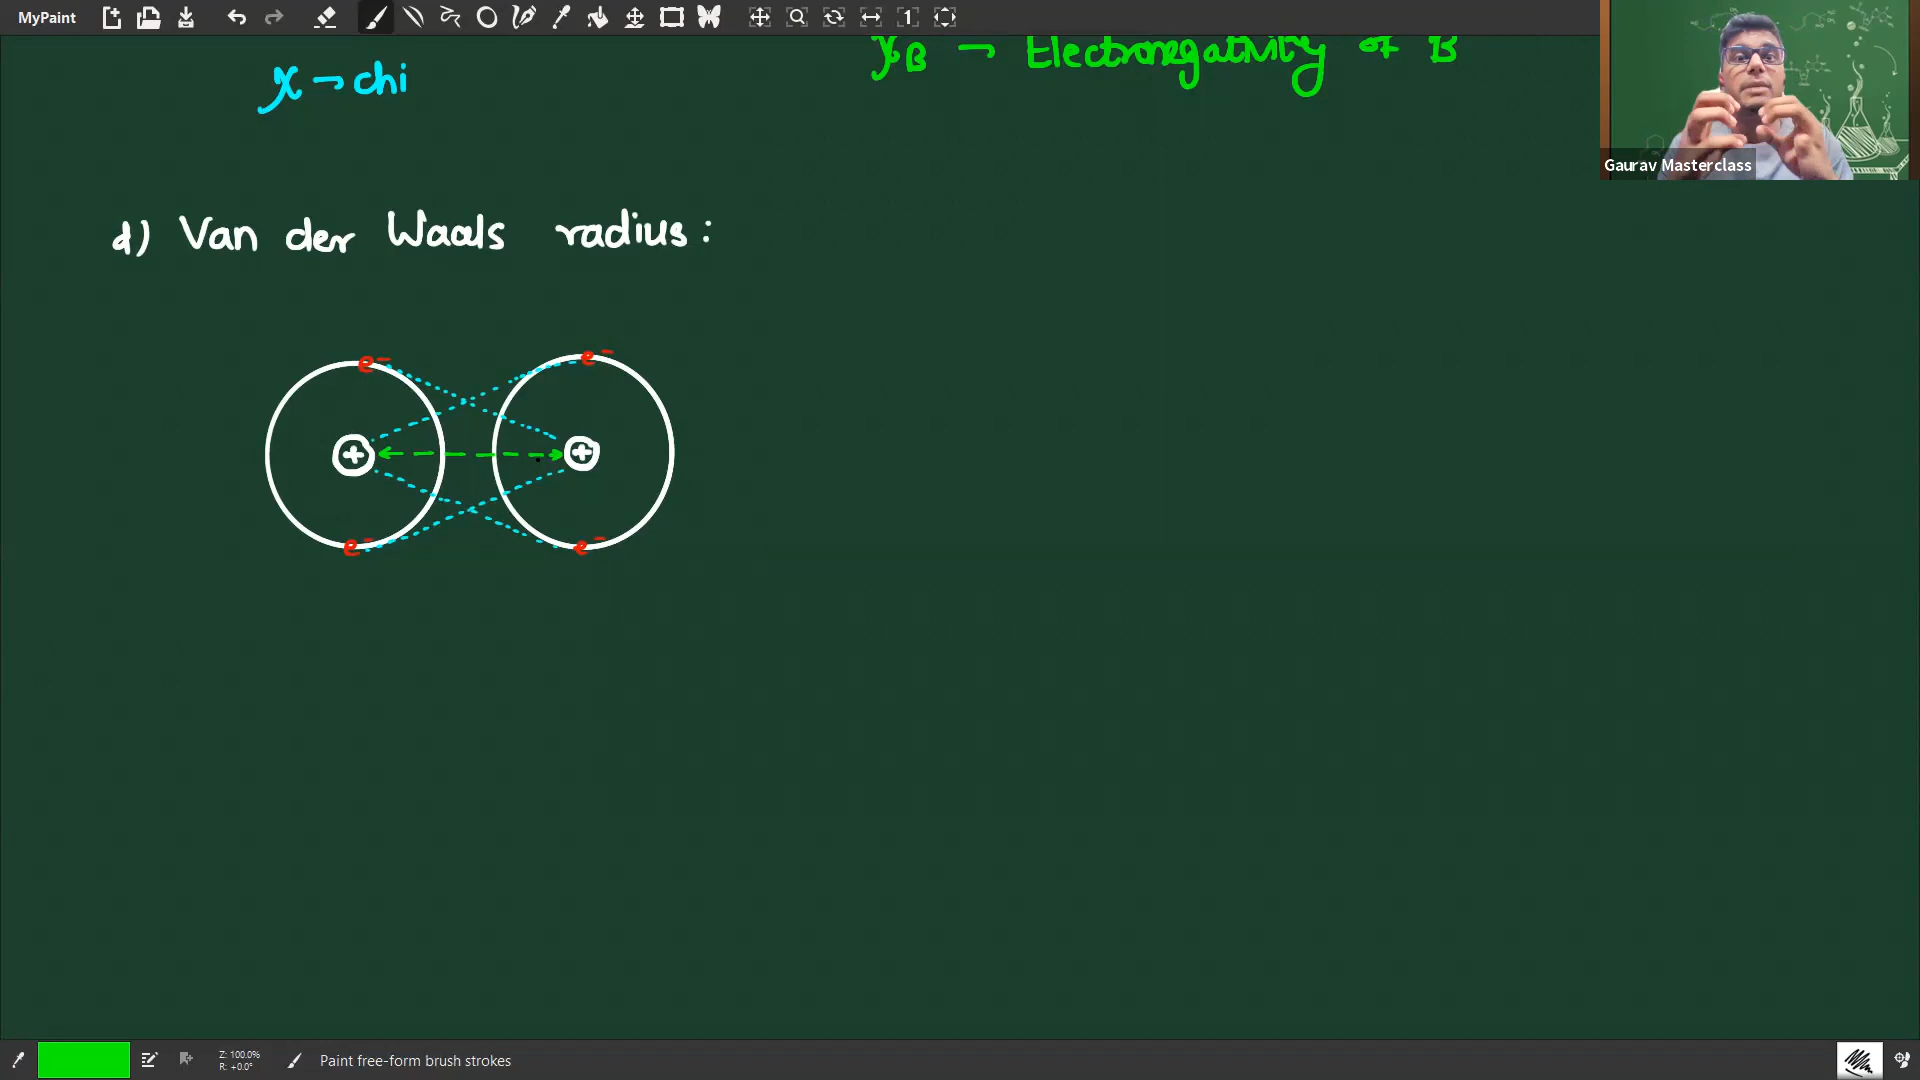 MyPaint
1
Gaurav Masterclass
χ → chi
χB → Electronegativity of B
d) Van der Waals radius:
e⁻ e⁻
+ +
e⁻ e⁻
Z: 100.0%
R: +0.0°
Paint free-form brush strokes